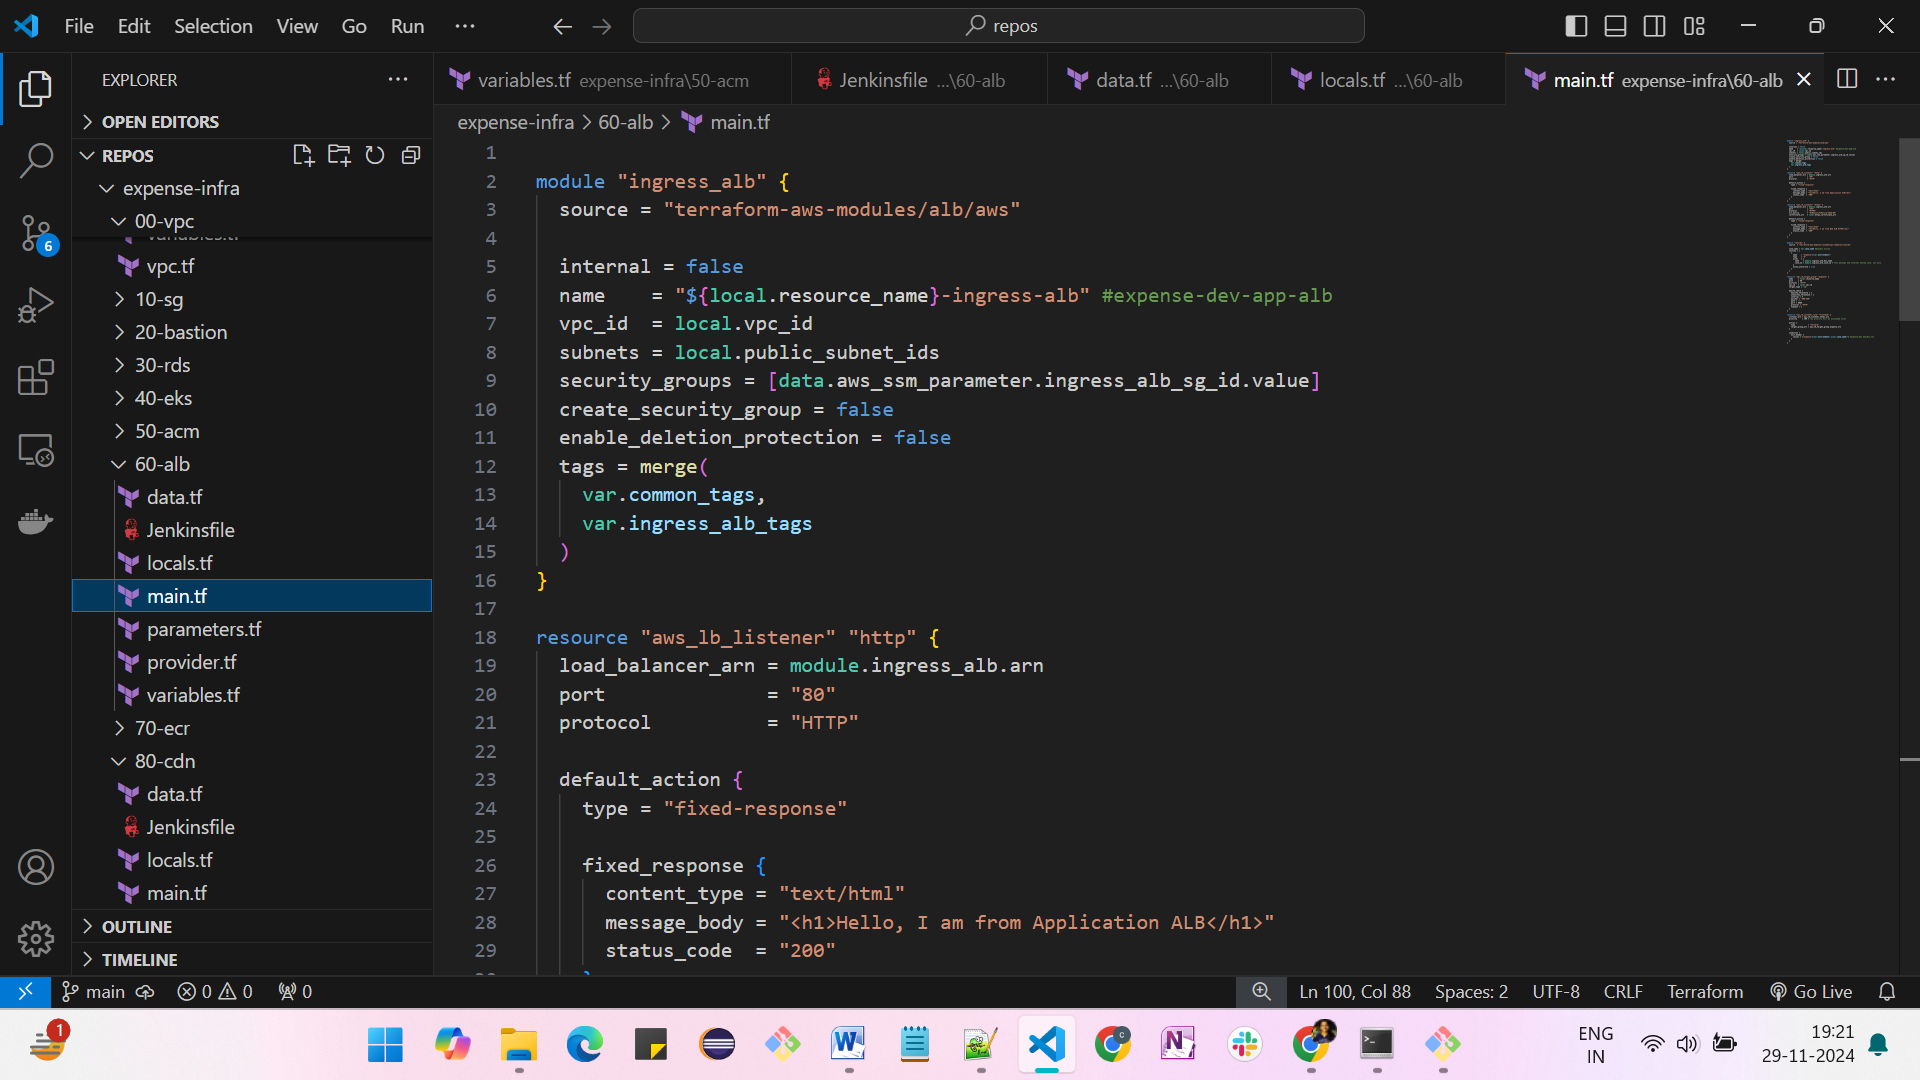 File Edit Selection View Go Run ··· repos
EXPLORER ···
OPEN EDITORS
REPOS
expense-infra
00-vpc
variables.tf
vpc.tf
10-sg
20-bastion
30-rds
40-eks
50-acm
60-alb
data.tf
Jenkinsfile
locals.tf
main.tf
parameters.tf
provider.tf
variables.tf
70-ecr
80-cdn
data.tf
Jenkinsfile
locals.tf
main.tf
OUTLINE
TIMELINE
6
variables.tf expense-infra\50-acm Jenkinsfile ...\60-alb data.tf ...\60-alb locals.tf ...\60-alb main.tf expense-infra\60-alb
expense-infra > 60-alb > main.tf
1
2 module "ingress_alb" {
3 source = "terraform-aws-modules/alb/aws"
4
5 internal = false
6 name = "${local.resource_name}-ingress-alb" #expense-dev-app-alb
7 vpc_id = local.vpc_id
8 subnets = local.public_subnet_ids
9 security_groups = [data.aws_ssm_parameter.ingress_alb_sg_id.value]
10 create_security_group = false
11 enable_deletion_protection = false
12 tags = merge(
13 var.common_tags,
14 var.ingress_alb_tags
15 )
16 }
17
18 resource "aws_lb_listener" "http" {
19 load_balancer_arn = module.ingress_alb.arn
20 port = "80"
21 protocol = "HTTP"
22
23 default_action {
24 type = "fixed-response"
25
26 fixed_response {
27 content_type = "text/html"
28 message_body = "<h1>Hello, I am from Application ALB</h1>"
29 status_code = "200"
main 0 0 0 Ln 100, Col 88 Spaces: 2 UTF-8 CRLF Terraform Go Live
1
ENG
IN
19:21
29-11-2024